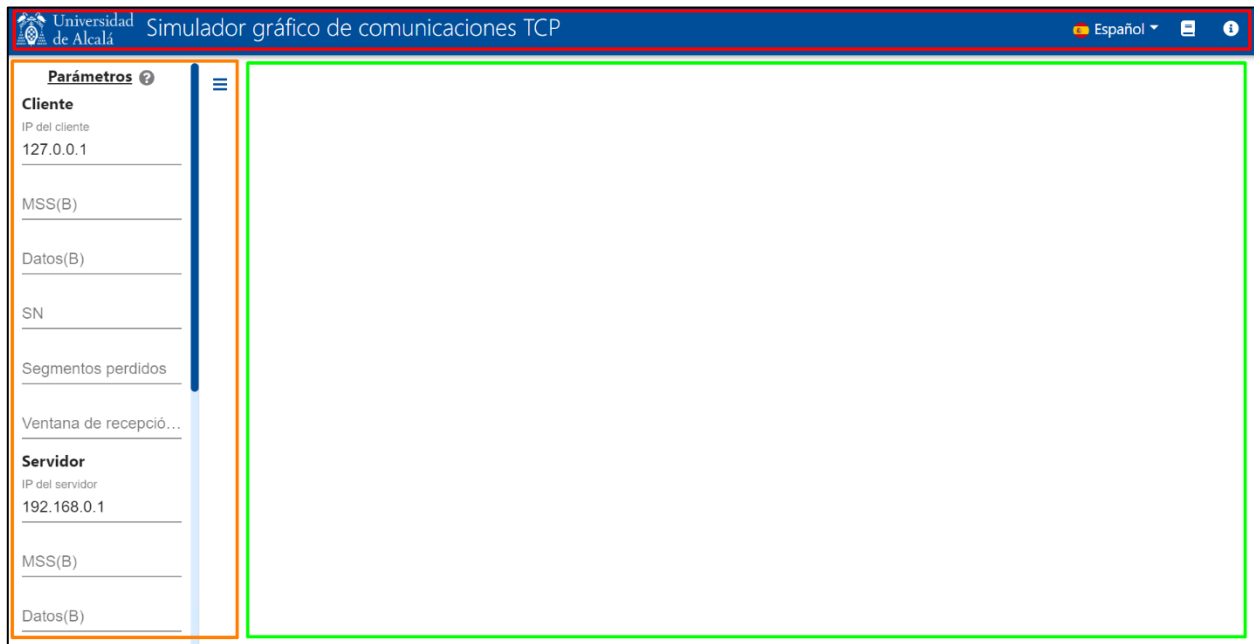 Universidad
de Alcalá
Simulador gráfico de comunicaciones TCP
Español
Parámetros
Cliente
IP del cliente
127.0.0.1
MSS(B)
Datos(B)
SN
Segmentos perdidos
Ventana de recepció...
Servidor
IP del servidor
192.168.0.1
MSS(B)
Datos(B)